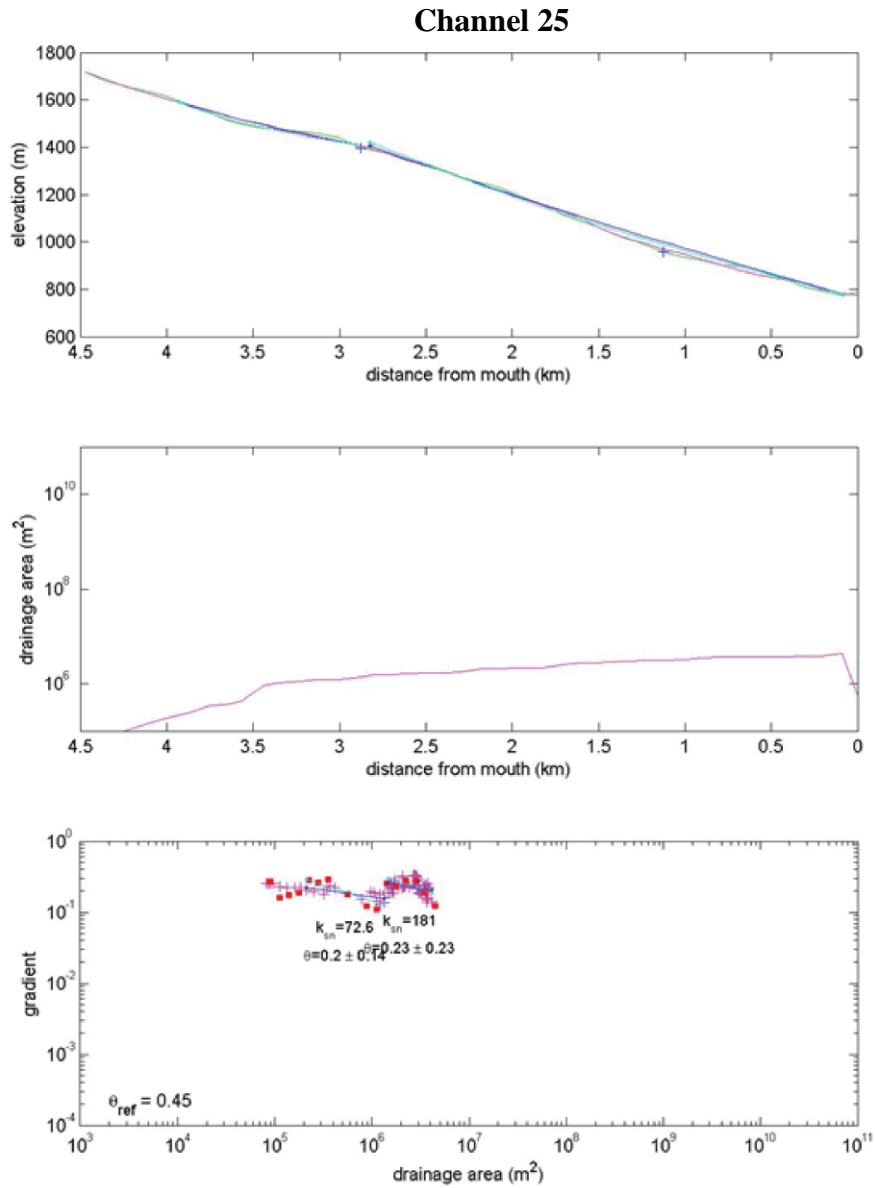 Channel 25
1800
1600
1400
1200
1000
800
600
elevation (m)
4.5 4 3.5 3 2.5 2 1.5 1 0.5 0
distance from mouth (km)
10^10
10^8
10^6
drainage area (m^2)
4.5 4 3.5 3 2.5 2 1.5 1 0.5 0
distance from mouth (km)
10^0
10^-1
10^-2
10^-3
10^-4
gradient
k_sn=72.6 k_sn=181
θ=0.2 ± 0.14 θ=0.23 ± 0.23
θ_ref = 0.45
10^3 10^4 10^5 10^6 10^7 10^8 10^9 10^10 10^11
drainage area (m^2)